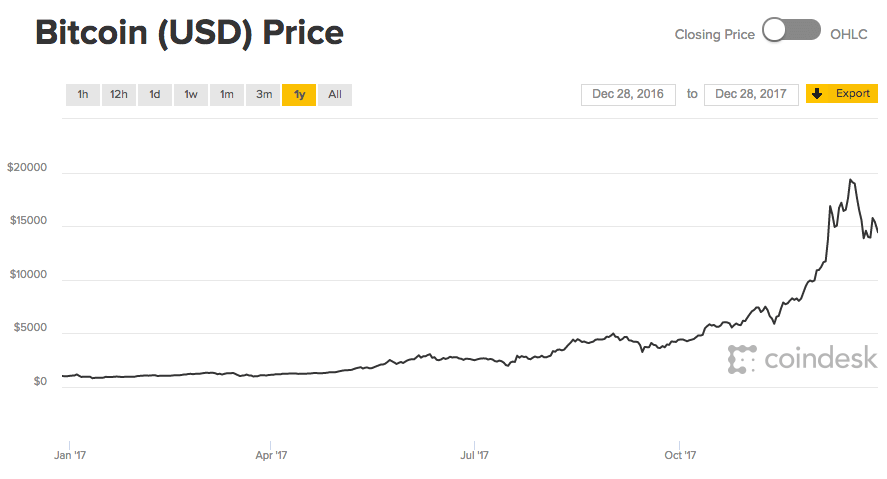 Bitcoin (USD) Price
Closing Price OHLC
1h 12h 1d 1w 1m 3m 1y All Dec 28, 2016 to Dec 28, 2017 Export
$20000
$15000
$10000
$5000
coindesk
$0
Jan '17 Apr '17 Jul '17 Oct '17